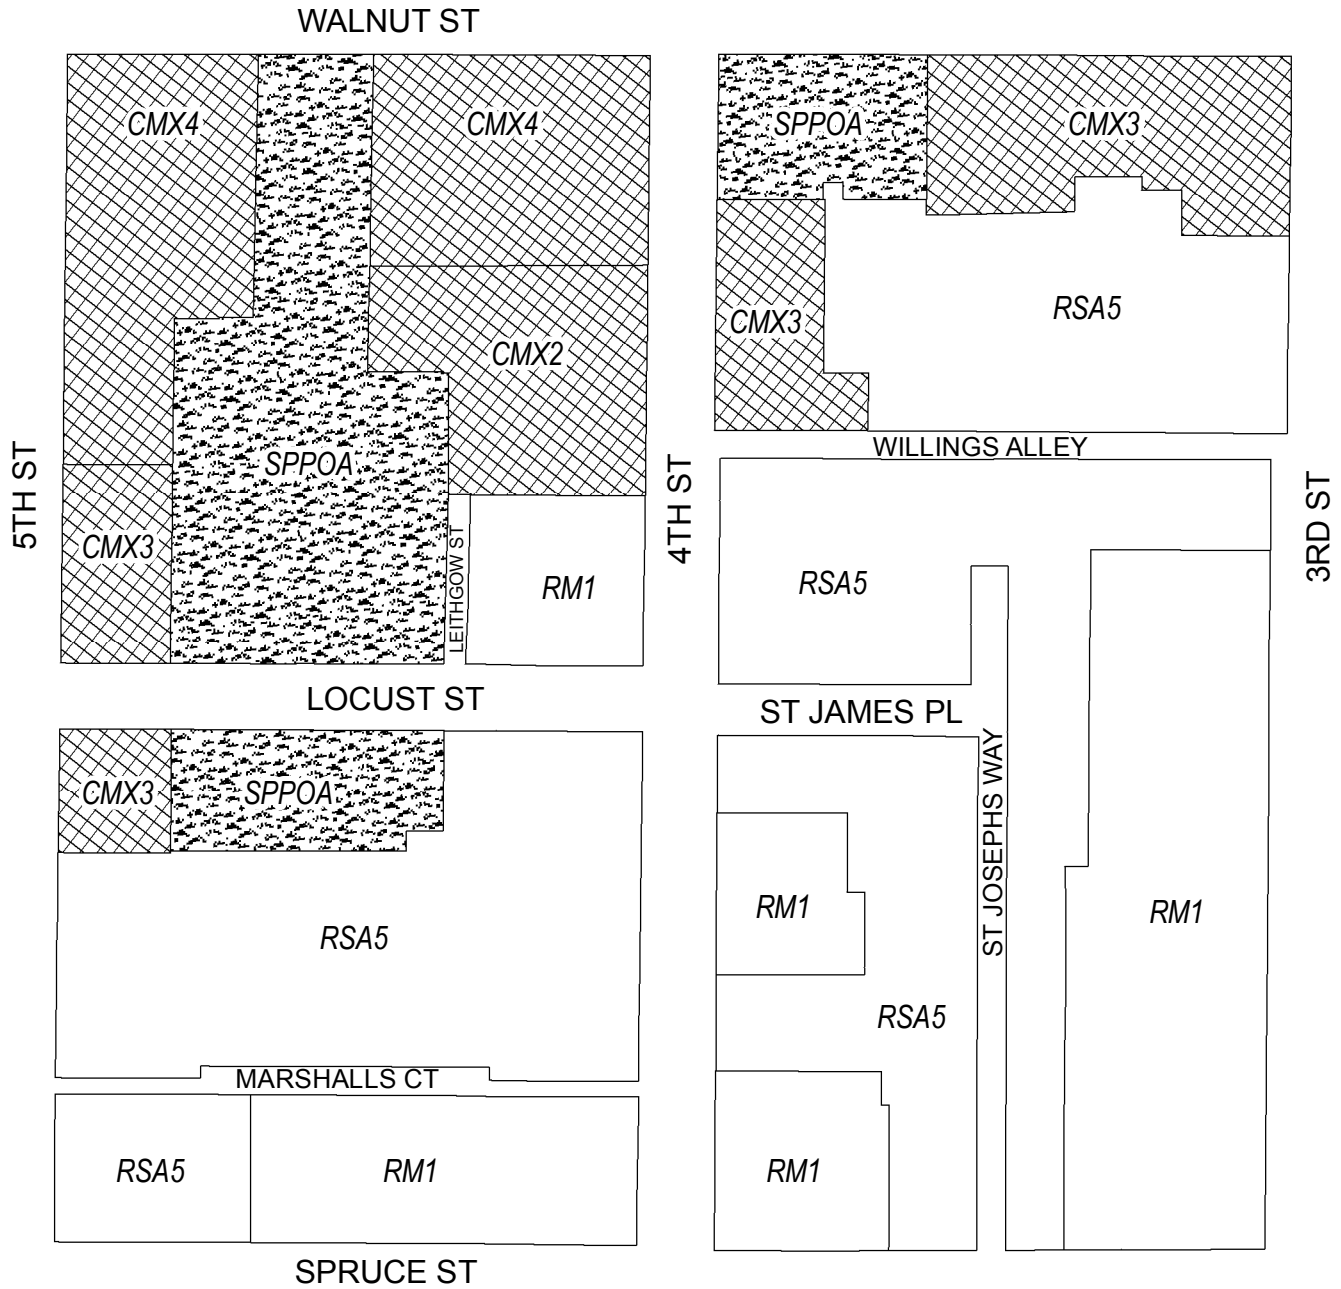 WALNUT ST
CMX4
CMX4
SPPOA
CMX3
CMX3
RSA5
CMX2
WILLINGS ALLEY
SPPOA
5TH ST
4TH ST
3RD ST
CMX3
LEITHGOW ST
RM1
RSA5
LOCUST ST
ST JAMES PL
CMX3
SPPOA
ST JOSEPHS WAY
RM1
RM1
RSA5
RSA5
MARSHALLS CT
RSA5
RM1
RM1
SPRUCE ST